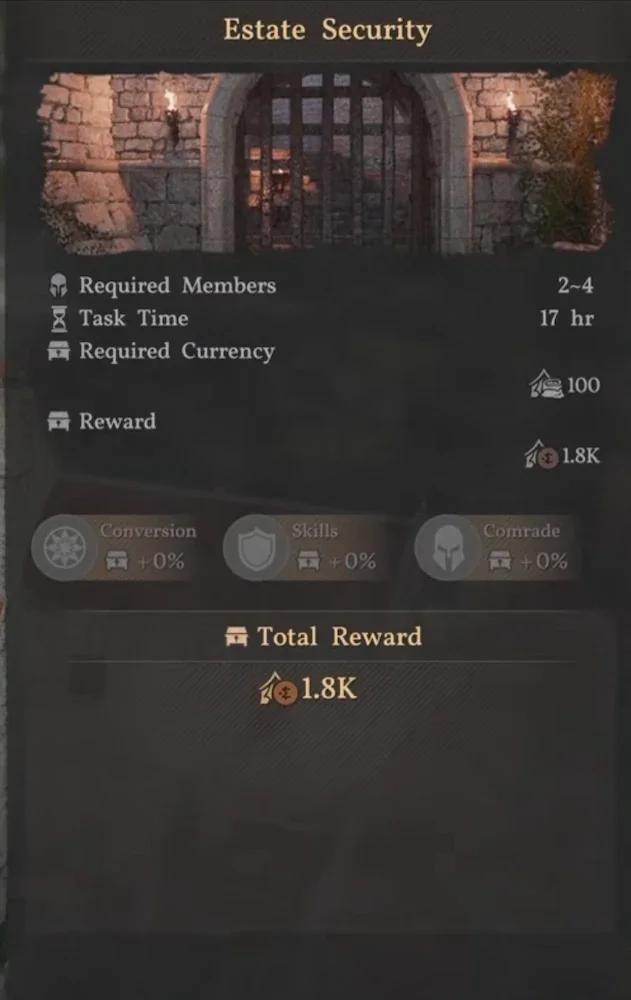 Estate Security
Required Members 2~4
Task Time 17 hr
Required Currency
100
Reward
1.8K
Conversion Skills Comrade
+0% +0% +0%
Total Reward
1.8K